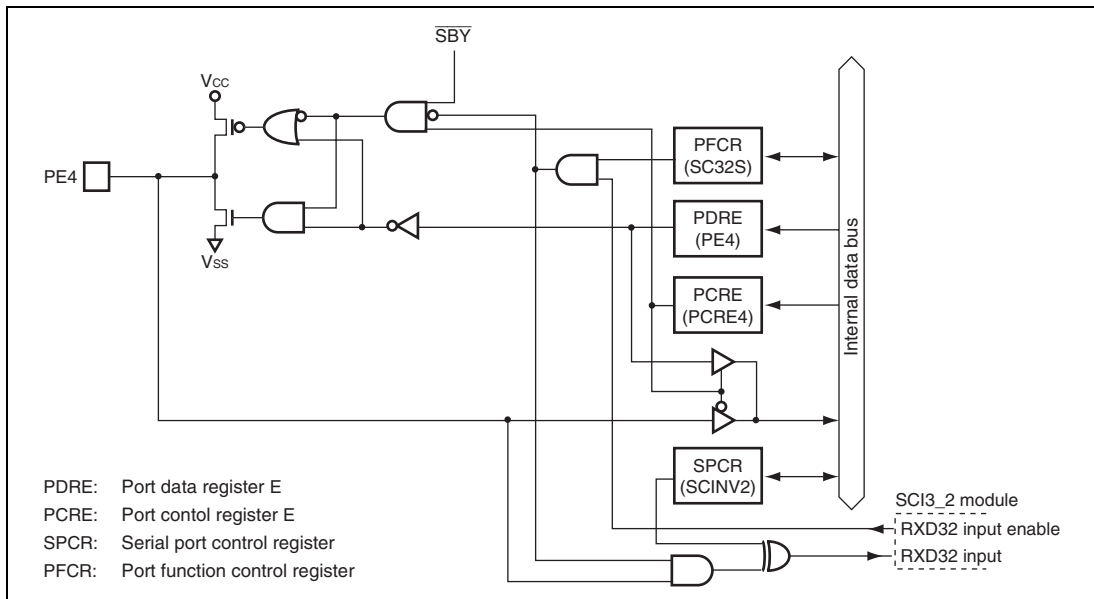 SBY
VCC
PE4
VSS
PFCR
(SC32S)
PDRE
(PE4)
PCRE
(PCRE4)
SPCR
(SCINV2)
Internal data bus
SCI3_2 module
RXD32 input enable
RXD32 input
PDRE: Port data register E
PCRE: Port contol register E
SPCR: Serial port control register
PFCR: Port function control register